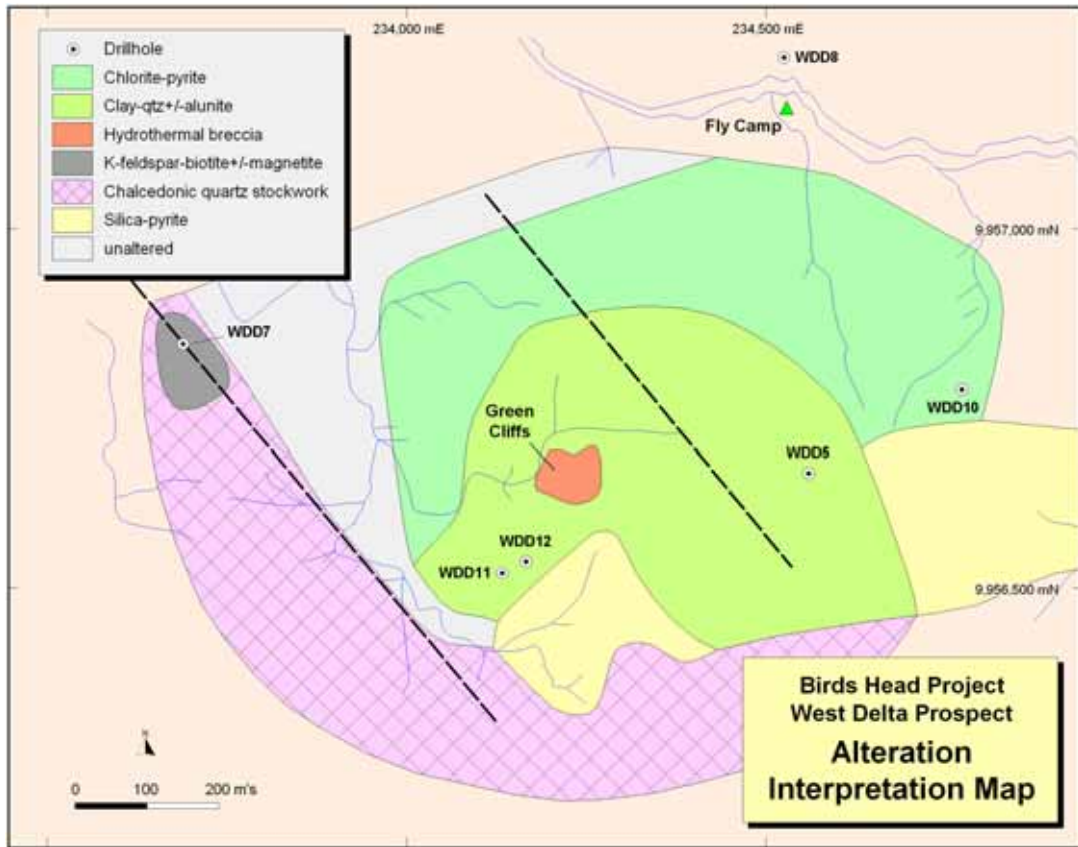 234,000 mE
234,500 mE
Drillhole
Chlorite-pyrite
Clay-qtz+/-alunite
Hydrothermal breccia
K-feldspar-biotite+/-magnetite
Chalcedonic quartz stockwork
Silica-pyrite
unaltered
WDD8
Fly Camp
9,957,000 mN
WDD7
WDD10
Green
Cliffs
WDD5
WDD12
WDD11
9,956,500 mN
N
0 100 200 m's
Birds Head Project
West Delta Prospect
Alteration
Interpretation Map